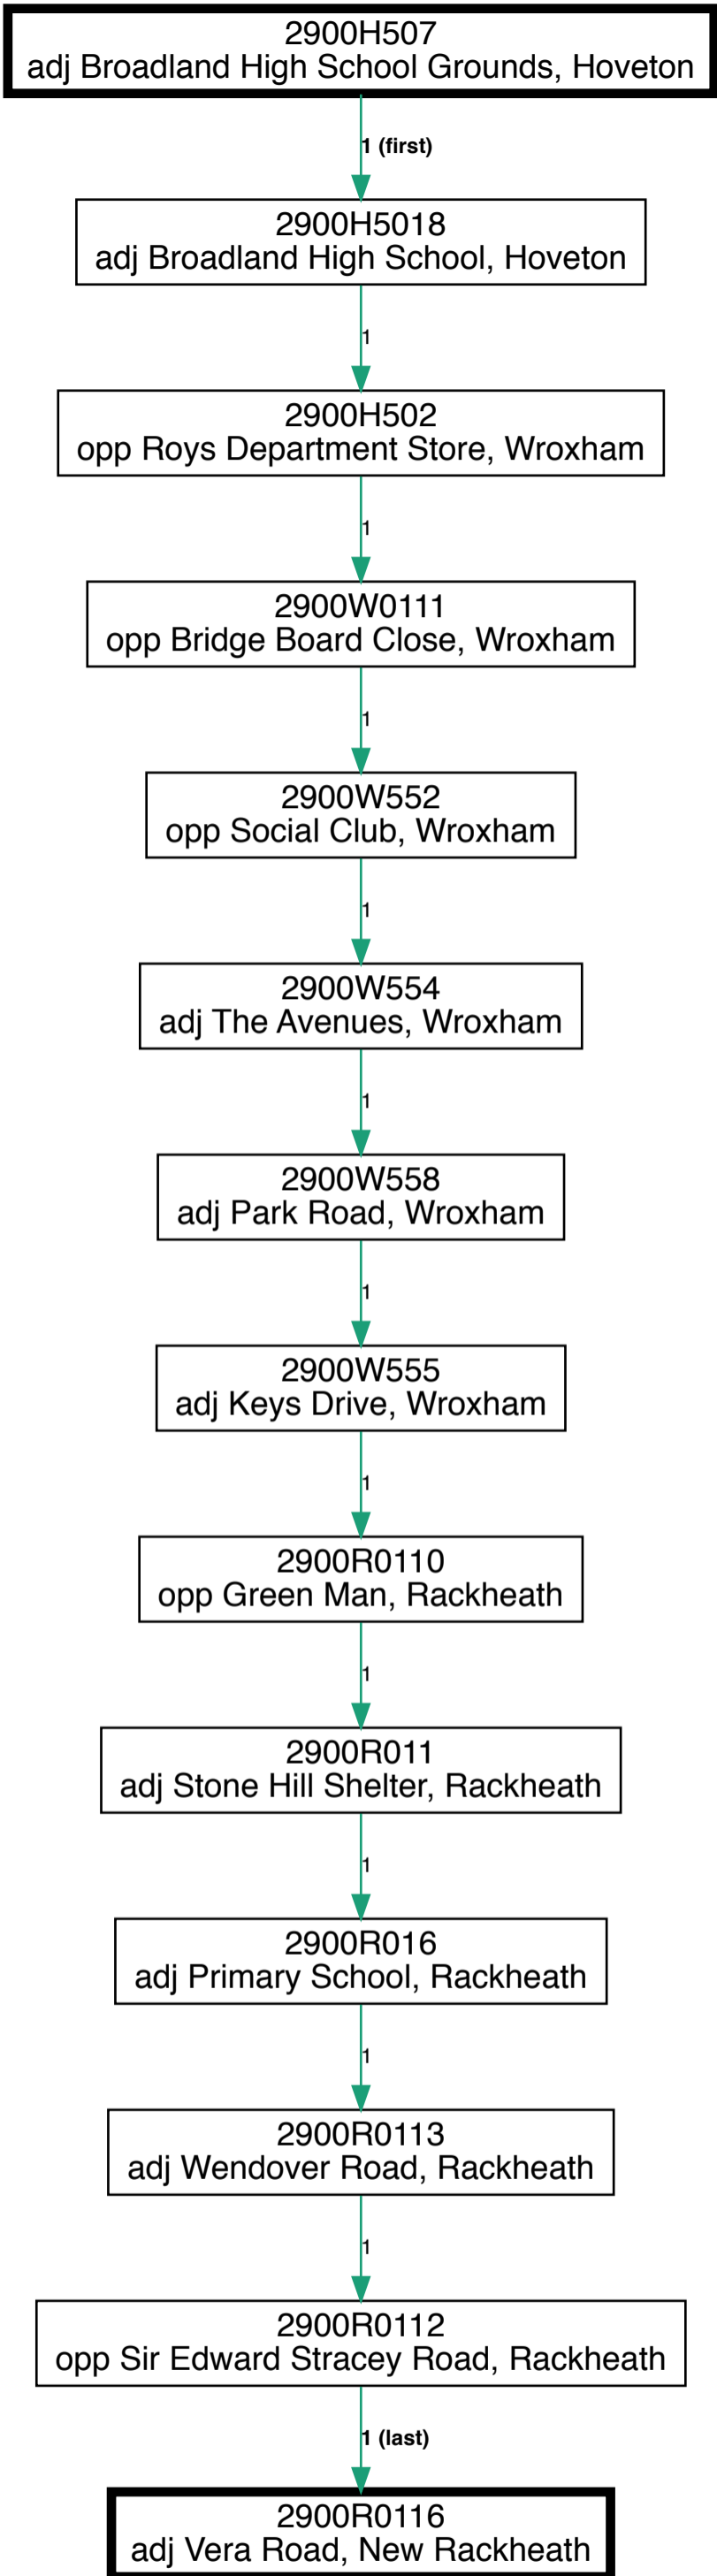 2900H507
adj Broadland High School Grounds, Hoveton
1 (first)
2900H5018
adj Broadland High School, Hoveton
1
2900H502
opp Roys Department Store, Wroxham
1
2900W0111
opp Bridge Board Close, Wroxham
1
2900W552
opp Social Club, Wroxham
1
2900W554
adj The Avenues, Wroxham
1
2900W558
adj Park Road, Wroxham
1
2900W555
adj Keys Drive, Wroxham
1
2900R0110
opp Green Man, Rackheath
1
2900R011
adj Stone Hill Shelter, Rackheath
1
2900R016
adj Primary School, Rackheath
1
2900R0113
adj Wendover Road, Rackheath
1
2900R0112
opp Sir Edward Stracey Road, Rackheath
1 (last)
2900R0116
adj Vera Road, New Rackheath